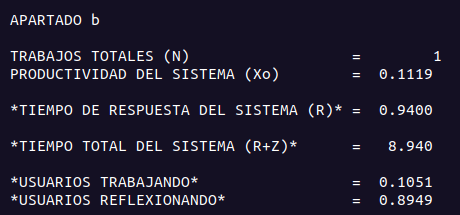 APARTADO b
TRABAJOS TOTALES (N) = 1
PRODUCTIVIDAD DEL SISTEMA (Xo) = 0.1119
*TIEMPO DE RESPUESTA DEL SISTEMA (R)* = 0.9400
*TIEMPO TOTAL DEL SISTEMA (R+Z)* = 8.940
*USUARIOS TRABAJANDO* = 0.1051
*USUARIOS REFLEXIONANDO* = 0.8949